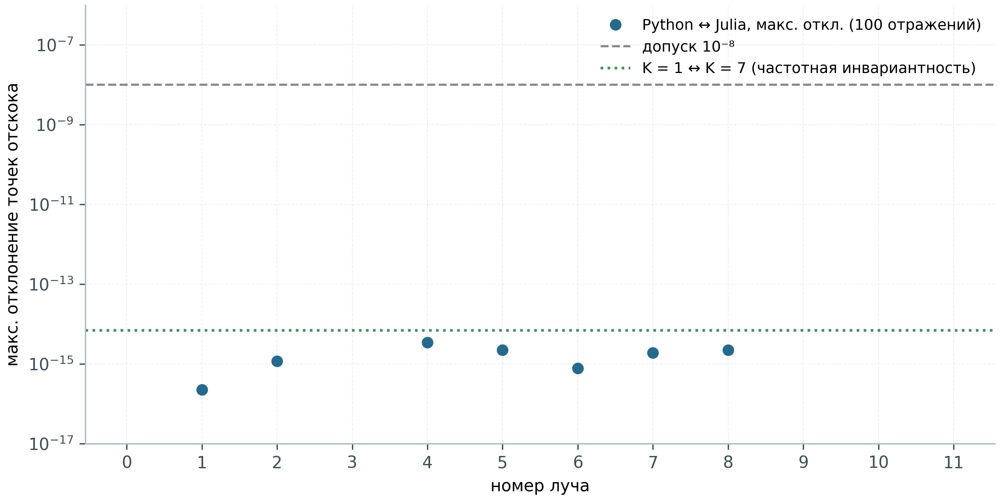 Python ↔ Julia, макс. откл. (100 отражений)
допуск 10⁻⁸
K = 1 ↔ K = 7 (частотная инвариантность)
макс. отклонение точек отскока
10⁻⁷
10⁻⁹
10⁻¹¹
10⁻¹³
10⁻¹⁵
10⁻¹⁷
0 1 2 3 4 5 6 7 8 9 10 11
номер луча